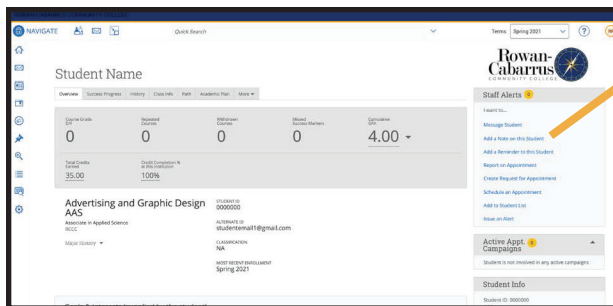 NAVIGATE
Quick Search
Terms Spring 2021
?
Rowan-
Cabarrus
COMMUNITY COLLEGE
Student Name
Overview Success Progress History Class Info Path Academic Plan More
Course Grade
D/F
0
Repeated
Courses
0
Withdrawn
Courses
0
Missed
Success Markers
0
Cumulative
GPA
4.00
Total Credits
Earned
35.00
Credit Completion %
at this Institution
100%
Advertising and Graphic Design
AAS
Associate in Applied Science
RCCC
Major History
STUDENT ID
0000000
ALTERNATE ID
studentemail1@gmail.com
CLASSIFICATION
NA
MOST RECENT ENROLLMENT
Spring 2021
Staff Alerts
I want to...
Message Student
Add a Note on this Student
Add a Reminder to this Student
Report on Appointment
Create Request for Appointment
Schedule an Appointment
Add to Student List
Issue an Alert
Active Appt.
Campaigns
Student is not involved in any active campaigns
Student Info
Student ID: 0000000